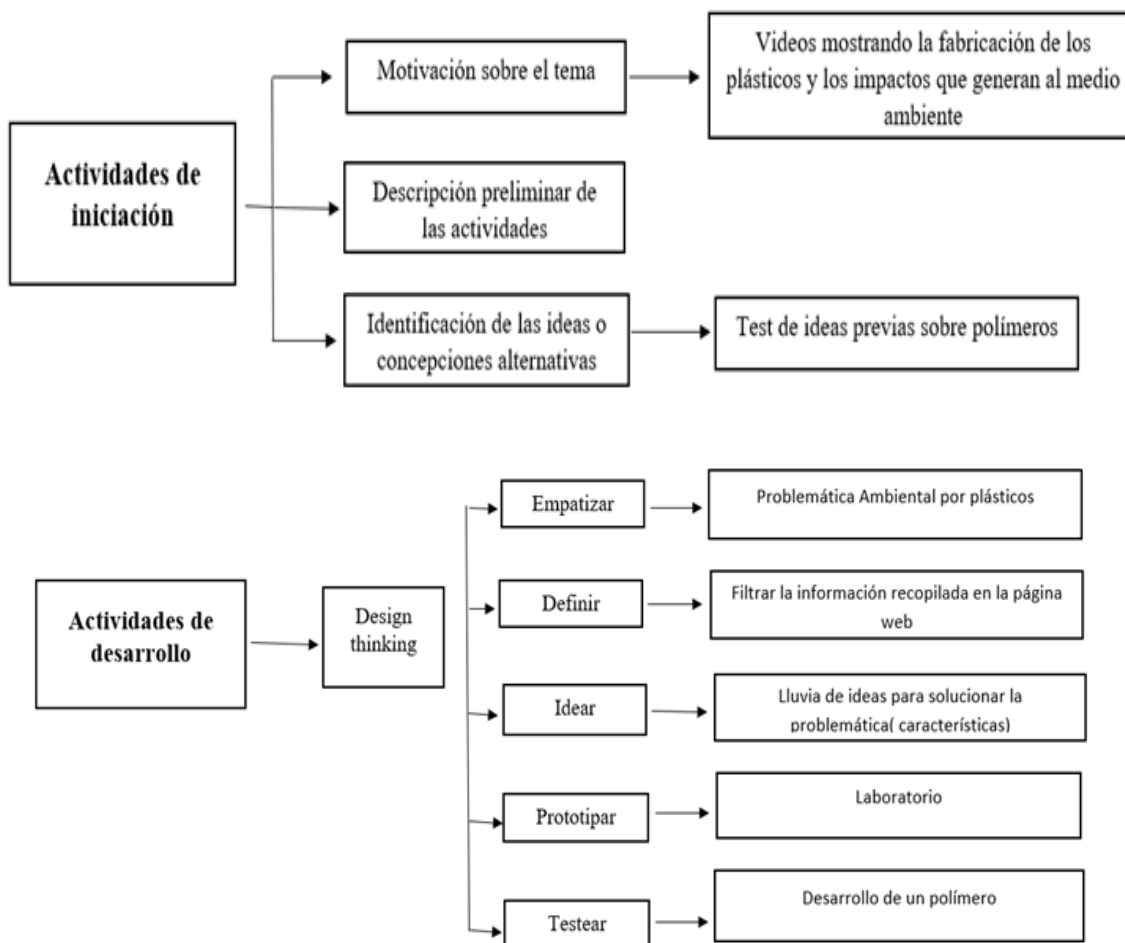 Motivación sobre el tema
Videos mostrando la fabricación de los
plásticos y los impactos que generan al medio
ambiente
Actividades de
iniciación
Descripción preliminar de
las actividades
Identificación de las ideas o
concepciones alternativas
Test de ideas previas sobre polímeros
Actividades de
desarrollo
Design
thinking
Empatizar
Problemática Ambiental por plásticos
Definir
Filtrar la información recopilada en la página
web
Idear
Lluvia de ideas para solucionar la
problemática( características)
Prototipar
Laboratorio
Testear
Desarrollo de un polímero